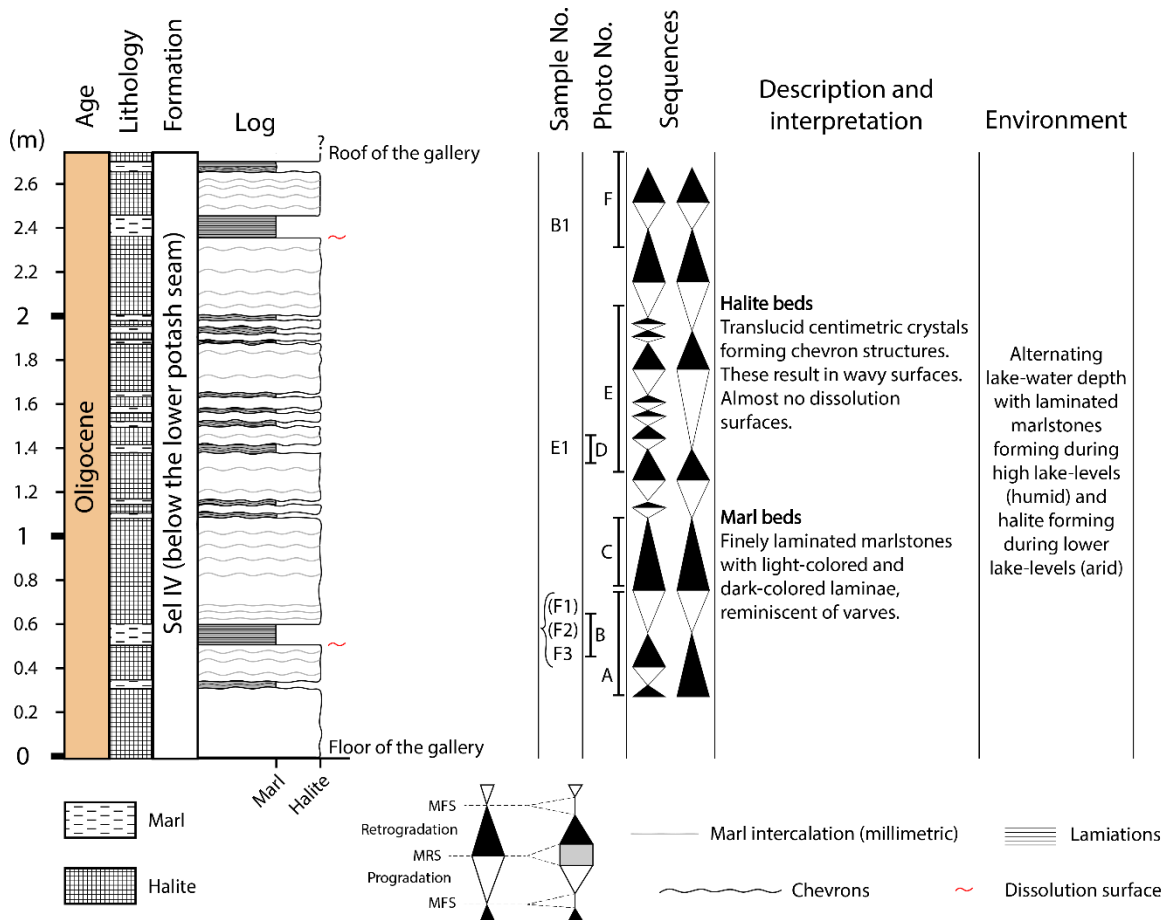 Age
Lithology
Formation
Log
Sample No.
Photo No.
Sequences
Description and
interpretation
Environment
(m)
2.6
2.4
2.2
2
1.8
1.6
1.4
1.2
1
0.8
0.6
0.4
0.2
0
Oligocene
Sel IV (below the lower potash seam)
?
Roof of the gallery
Floor of the gallery
Marl
Halite
B1
E1
(F1)
(F2)
F3
F
E
D
C
B
A
Halite beds
Translucid centimetric crystals
forming chevron structures.
These result in wavy surfaces.
Almost no dissolution
surfaces.
Marl beds
Finely laminated marlstones
with light-colored and
dark-colored laminae,
reminiscent of varves.
Alternating
lake-water depth
with laminated
marlstones
forming during
high lake-levels
(humid) and
halite forming
during lower
lake-levels (arid)
Marl
Halite
MFS
Retrogradation
MRS
Progradation
MFS
Marl intercalation (millimetric)
Lamiations
Chevrons
Dissolution surface